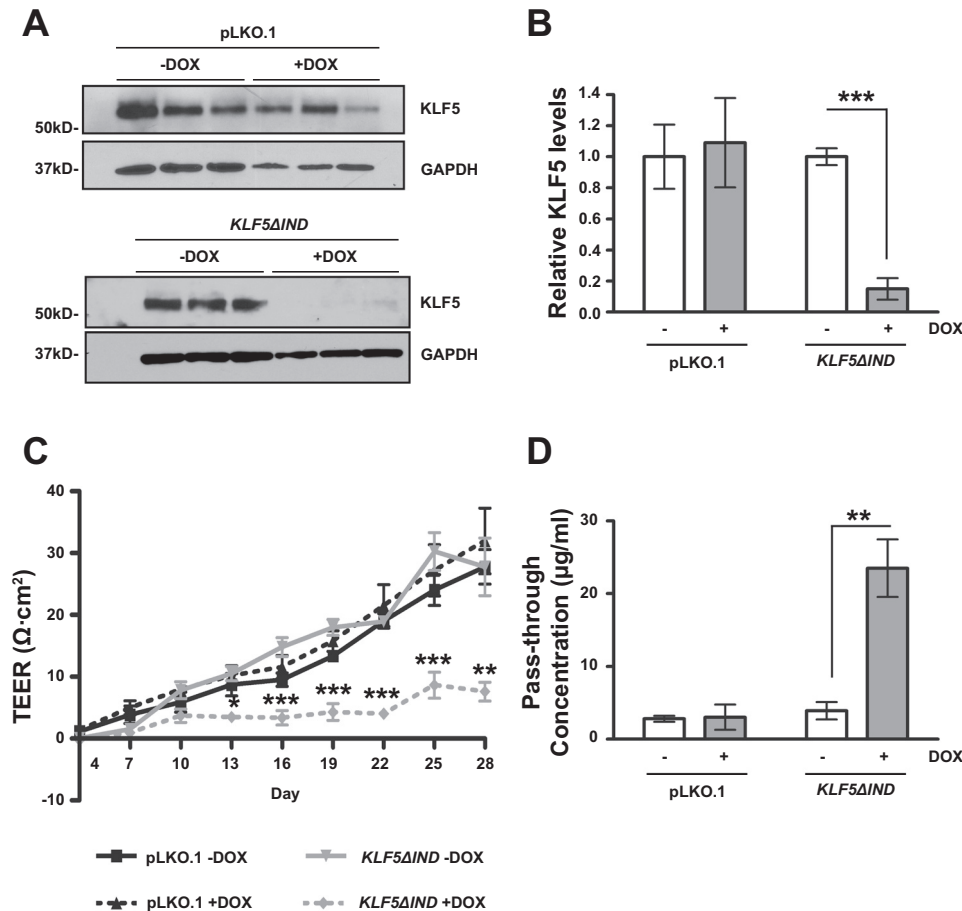 A
pLKO.1
-DOX +DOX
KLF5
50kD-
37kD- GAPDH
KLF5ΔIND
-DOX +DOX
KLF5
50kD-
37kD- GAPDH
B
Relative KLF5 levels
1.4
1.2
1.0
0.8
0.6
0.4
0.2
0.0
***
- + - + DOX
pLKO.1 KLF5ΔIND
C
TEER (Ω·cm²)
40
30
20
10
0
-10
* *** *** *** *** **
4 7 10 13 16 19 22 25 28
Day
pLKO.1 -DOX KLF5ΔIND -DOX
pLKO.1 +DOX KLF5ΔIND +DOX
D
Pass-through
Concentration (µg/ml)
30
20
10
0
**
- + - + DOX
pLKO.1 KLF5ΔIND